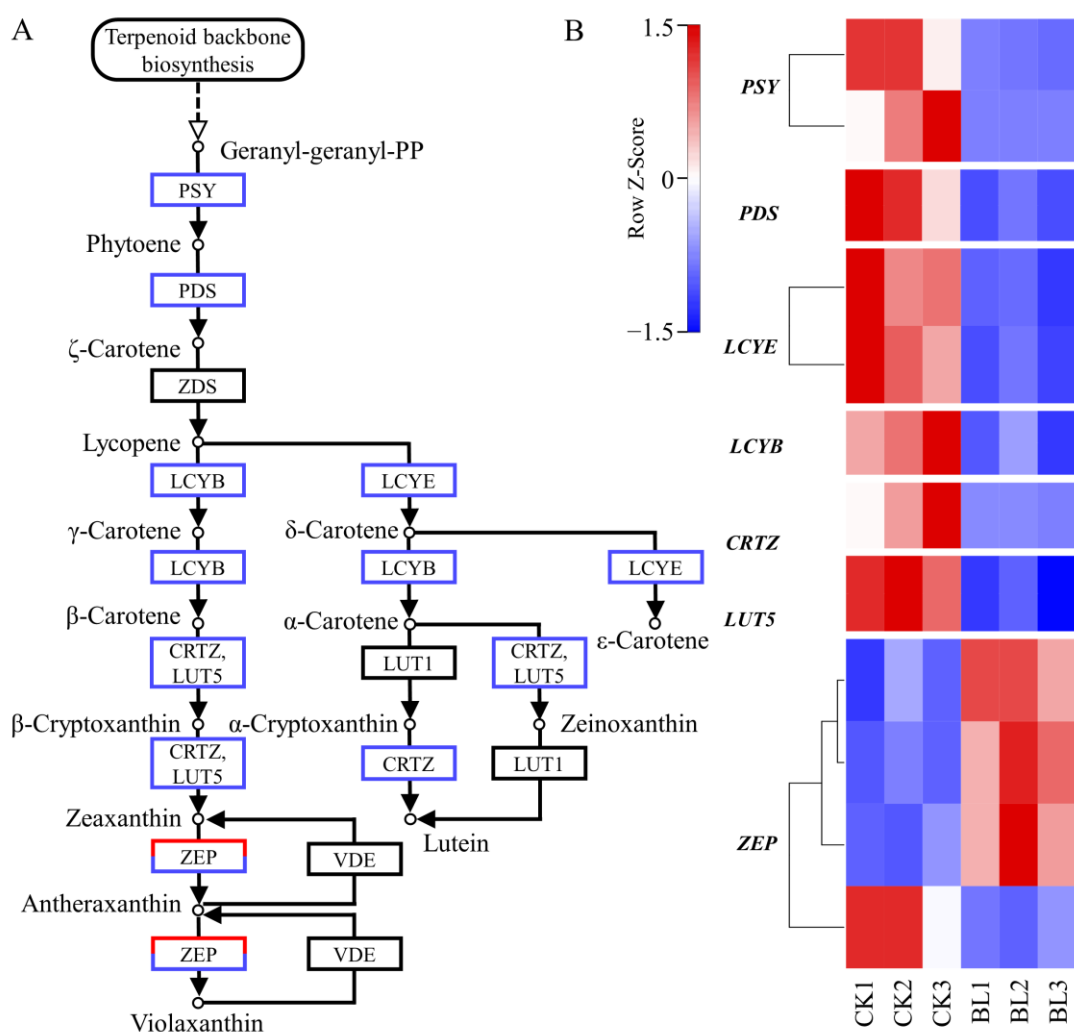 A
Terpenoid backbone
biosynthesis
Geranyl-geranyl-PP
PSY
Phytoene
PDS
ζ-Carotene
ZDS
Lycopene
LCYB
LCYE
γ-Carotene
δ-Carotene
LCYB
LCYB
LCYE
β-Carotene
α-Carotene
ε-Carotene
CRTZ,
LUT5
LUT1
CRTZ,
LUT5
β-Cryptoxanthin
α-Cryptoxanthin
Zeinoxanthin
CRTZ,
LUT5
CRTZ
LUT1
Zeaxanthin
Lutein
ZEP
VDE
Antheraxanthin
ZEP
VDE
Violaxanthin
B
1.5
0
−1.5
Row Z-Score
PSY
PDS
LCYE
LCYB
CRTZ
LUT5
ZEP
CK1
CK2
CK3
BL1
BL2
BL3